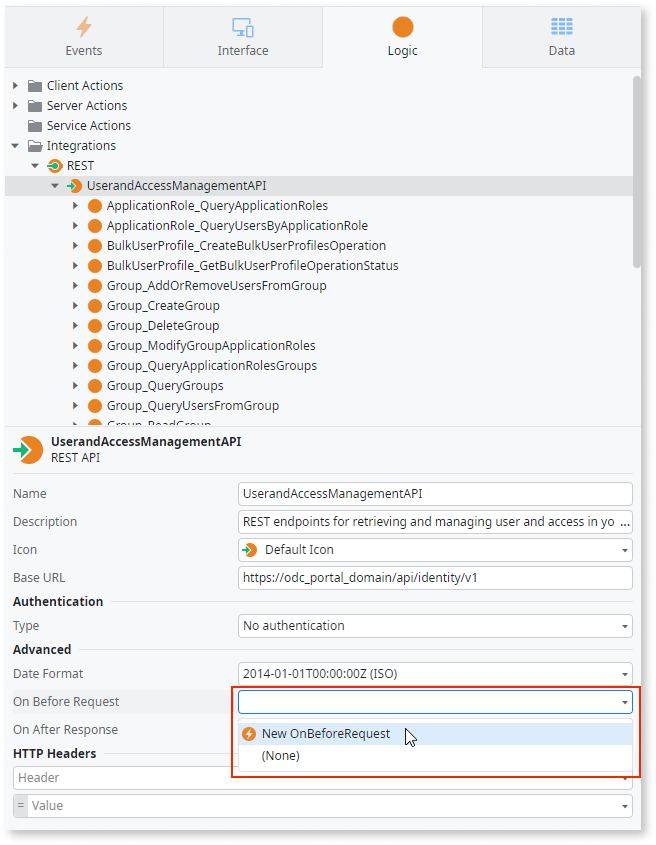 Events
Interface
Logic
Data
Client Actions
Server Actions
Service Actions
Integrations
REST
UserandAccessManagementAPI
ApplicationRole_QueryApplicationRoles
ApplicationRole_QueryUsersByApplicationRole
BulkUserProfile_CreateBulkUserProfilesOperation
BulkUserProfile_GetBulkUserProfileOperationStatus
Group_AddOrRemoveUsersFromGroup
Group_CreateGroup
Group_DeleteGroup
Group_ModifyGroupApplicationRoles
Group_QueryApplicationRolesGroups
Group_QueryGroups
Group_QueryUsersFromGroup
Group_ReadGroup
UserandAccessManagementAPI
REST API
Name UserandAccessManagementAPI
Description REST endpoints for retrieving and managing user and access in yo ...
Icon Default Icon
Base URL https://odc_portal_domain/api/identity/v1
Authentication
Type No authentication
Advanced
Date Format 2014-01-01T00:00:00Z (ISO)
On Before Request
On After Response
New OnBeforeRequest
(None)
HTTP Headers
Header
= Value